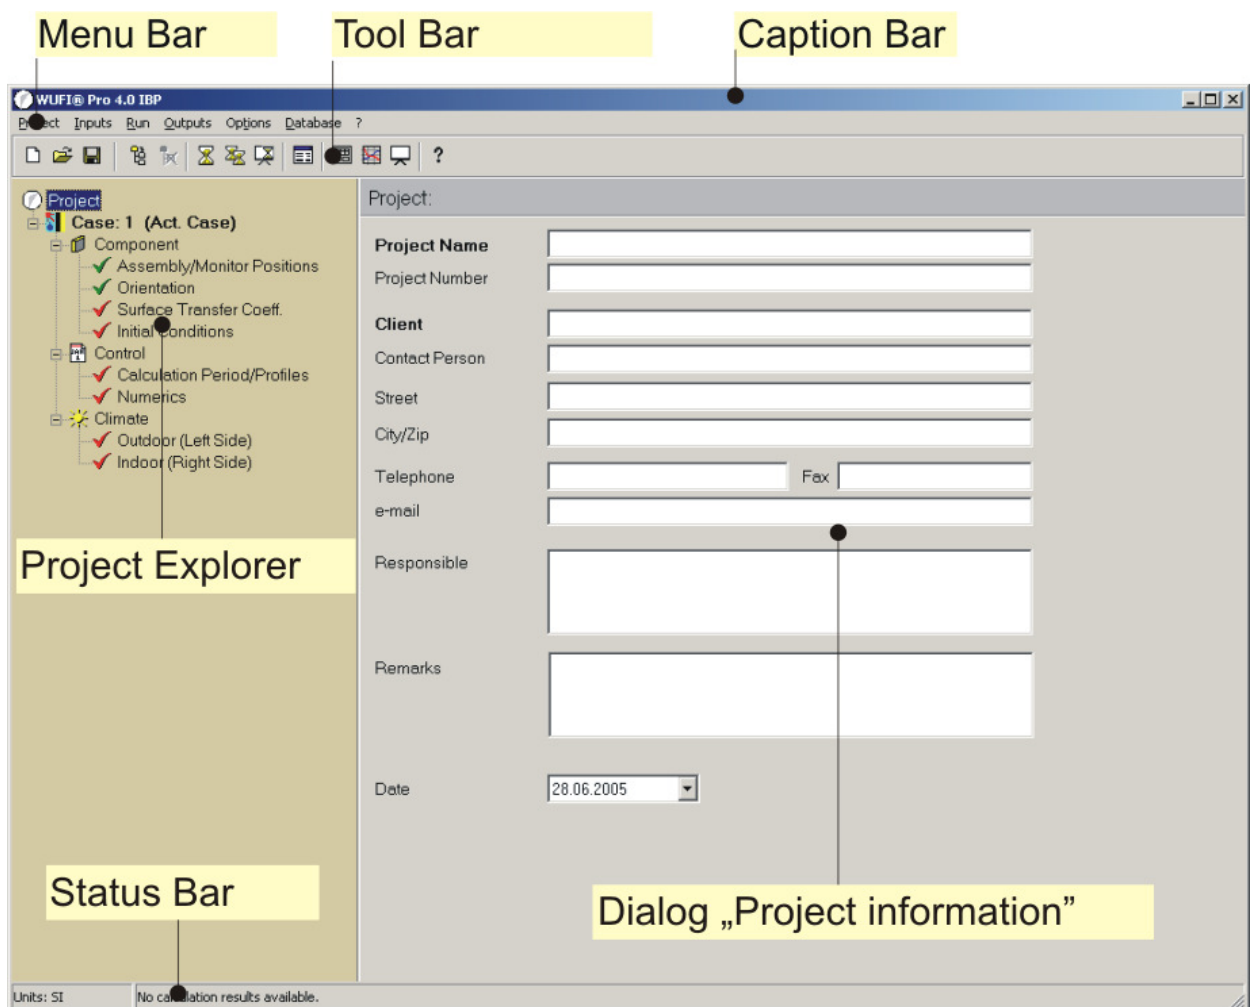 Menu Bar Tool Bar Caption Bar
WUFI® Pro 4.0 IBP
Project Inputs Run Outputs Options Database ?
?
Project
Project:
Case: 1 (Act. Case)
Component
Assembly/Monitor Positions
Orientation
Surface Transfer Coeff.
Initial Conditions
Control
Calculation Period/Profiles
Numerics
Climate
Outdoor (Left Side)
Indoor (Right Side)
Project Explorer
Project Name
Project Number
Client
Contact Person
Street
City/Zip
Telephone Fax
e-mail
Responsible
Remarks
Date 28.06.2005
Status Bar
Dialog „Project information”
Units: SI No calculation results available.